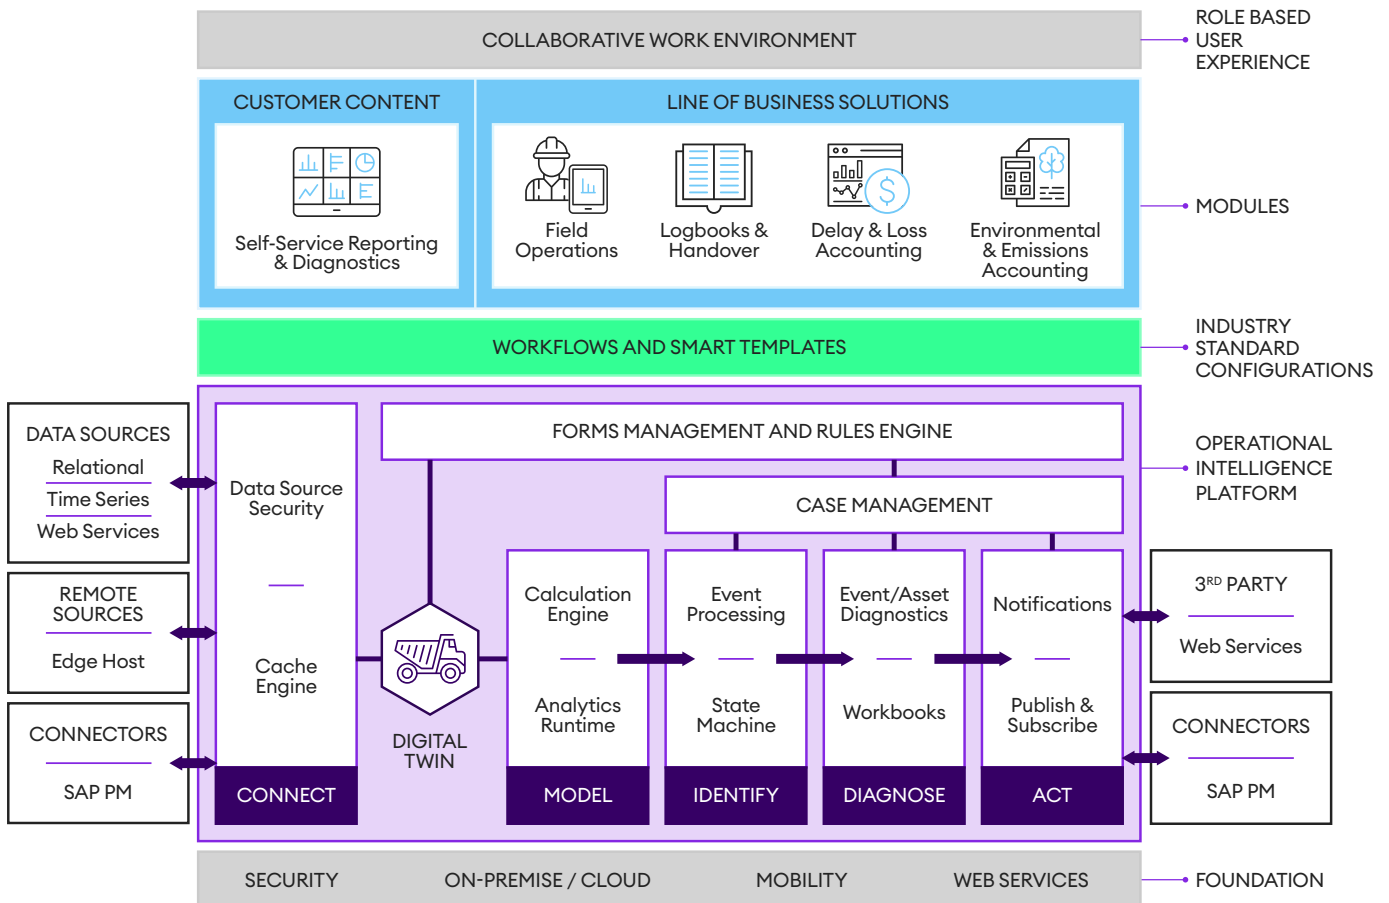 COLLABORATIVE WORK ENVIRONMENT
ROLE BASED
USER
EXPERIENCE
CUSTOMER CONTENT
LINE OF BUSINESS SOLUTIONS
Self-Service Reporting
& Diagnostics
Field
Operations
Logbooks &
Handover
Delay & Loss
Accounting
Environmental
& Emissions
Accounting
MODULES
WORKFLOWS AND SMART TEMPLATES
INDUSTRY
STANDARD
CONFIGURATIONS
DATA SOURCES
Relational
Time Series
Web Services
REMOTE
SOURCES
Edge Host
CONNECTORS
SAP PM
Data Source
Security
Cache
Engine
CONNECT
FORMS MANAGEMENT AND RULES ENGINE
CASE MANAGEMENT
DIGITAL
TWIN
Calculation
Engine
Analytics
Runtime
MODEL
Event
Processing
State
Machine
IDENTIFY
Event/Asset
Diagnostics
Workbooks
DIAGNOSE
Notifications
Publish &
Subscribe
ACT
OPERATIONAL
INTELLIGENCE
PLATFORM
3RD PARTY
Web Services
CONNECTORS
SAP PM
SECURITY
ON-PREMISE / CLOUD
MOBILITY
WEB SERVICES
FOUNDATION
$